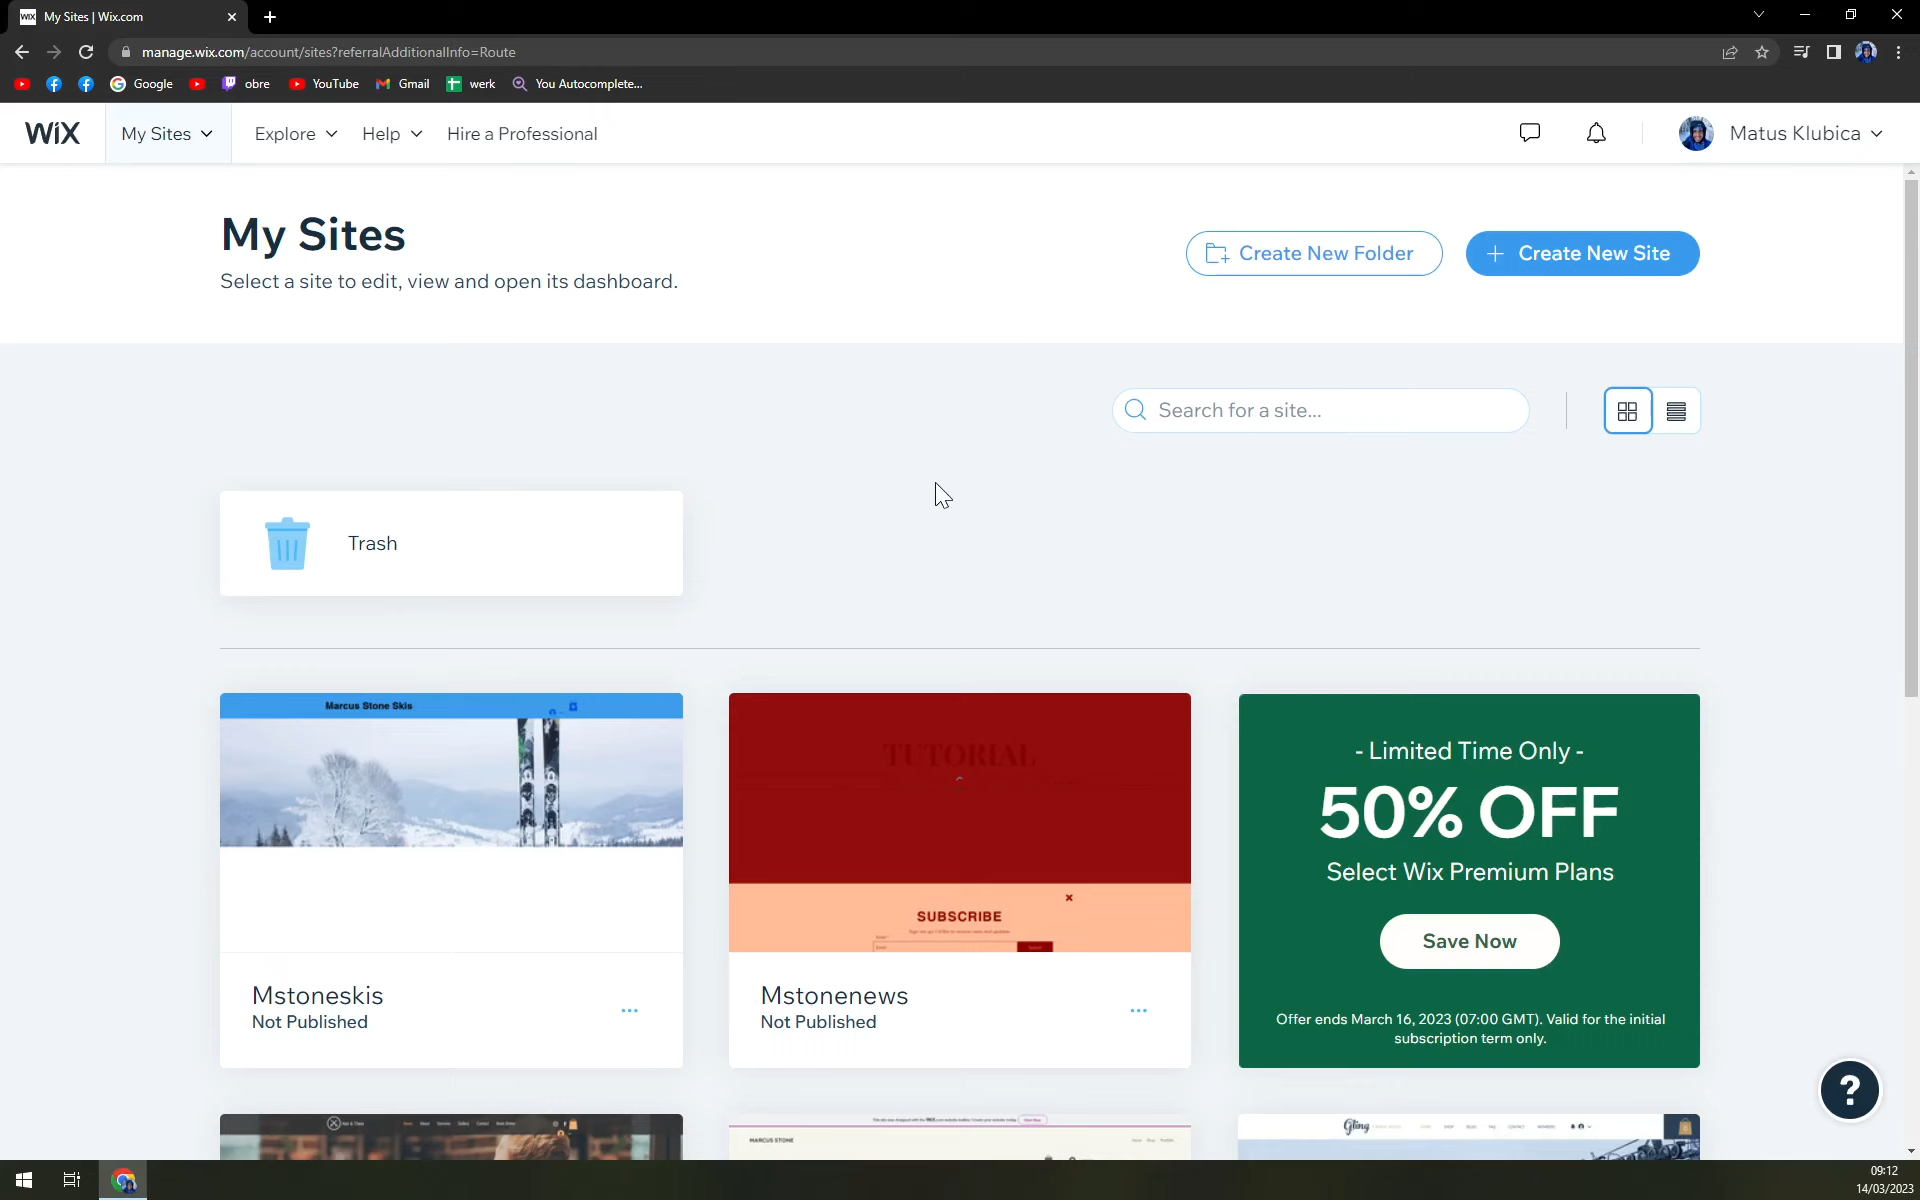 WiX My Sites | Wix.com
manage.wix.com/account/sites?referralAdditionalInfo=Route
Google obre YouTube Gmail werk You Autocomplete...
WiX My Sites Explore Help Hire a Professional Matus Klubica
My Sites
Select a site to edit, view and open its dashboard.
Create New Folder
Create New Site
Search for a site...
Trash
Marcus Stone Skis
TUTORIAL
SUBSCRIBE
Mstoneskis
Not Published
Mstonenews
Not Published
- Limited Time Only -
50% OFF
Select Wix Premium Plans
Save Now
Offer ends March 16, 2023 (07:00 GMT). Valid for the initial
subscription term only.
?
MARCUS STONE
Gling
09:12
14/03/2023